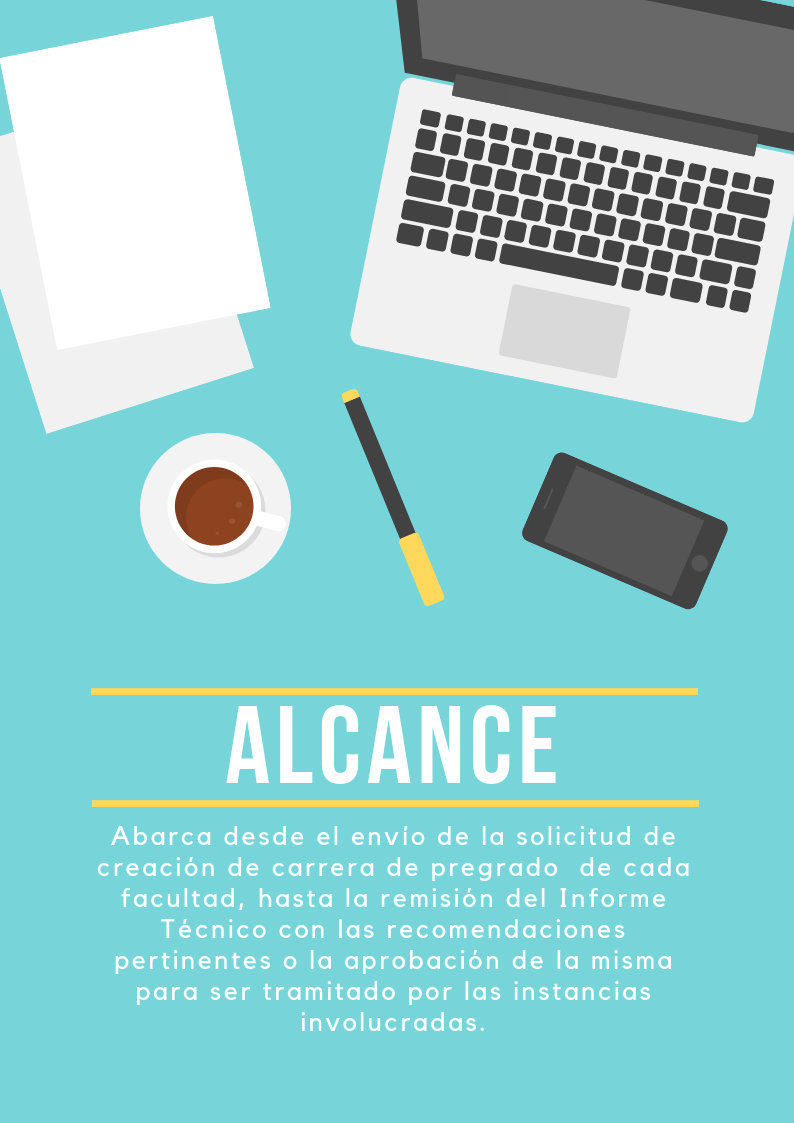 ALCANCE
Abarca desde el envío de la solicitud de
creación de carrera de pregrado  de cada
facultad, hasta la remisión del Informe
Técnico con las recomendaciones
pertinentes o la aprobación de la misma
para ser tramitado por las instancias
involucradas.